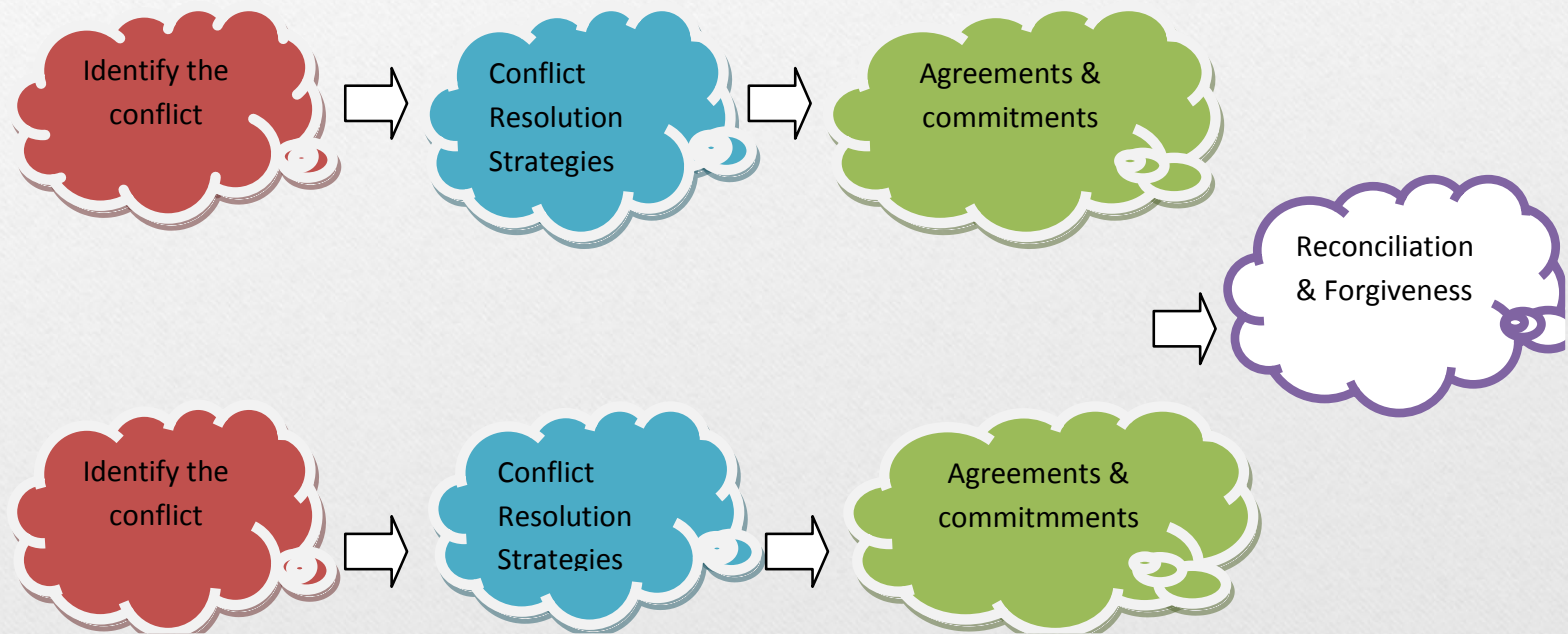 Identify the
conflict
Conflict
Resolution
Strategies
Agreements &
commitments
Reconciliation
& Forgiveness
Identify the
conflict
Conflict
Resolution
Strategies
Agreements &
commitmments